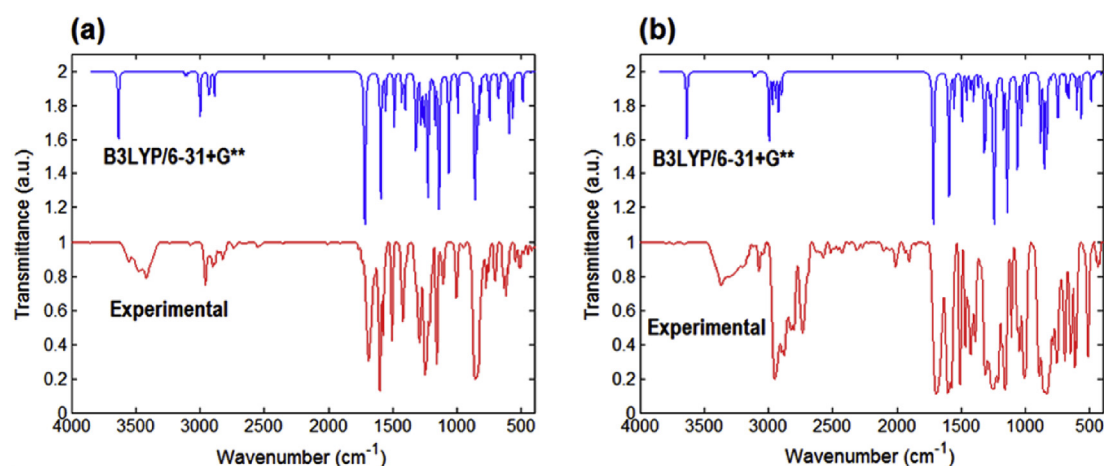 (a)
2
1.8
1.6
1.4
1.2
1
0.8
0.6
0.4
0.2
0
Transmittance (a.u.)
B3LYP/6-31+G**
Experimental
4000 3500 3000 2500 2000 1500 1000 500
Wavenumber (cm-1)
(b)
2
1.8
1.6
1.4
1.2
1
0.8
0.6
0.4
0.2
0
Transmittance (a.u.)
B3LYP/6-31+G**
Experimental
4000 3500 3000 2500 2000 1500 1000 500
Wavenumber (cm-1)